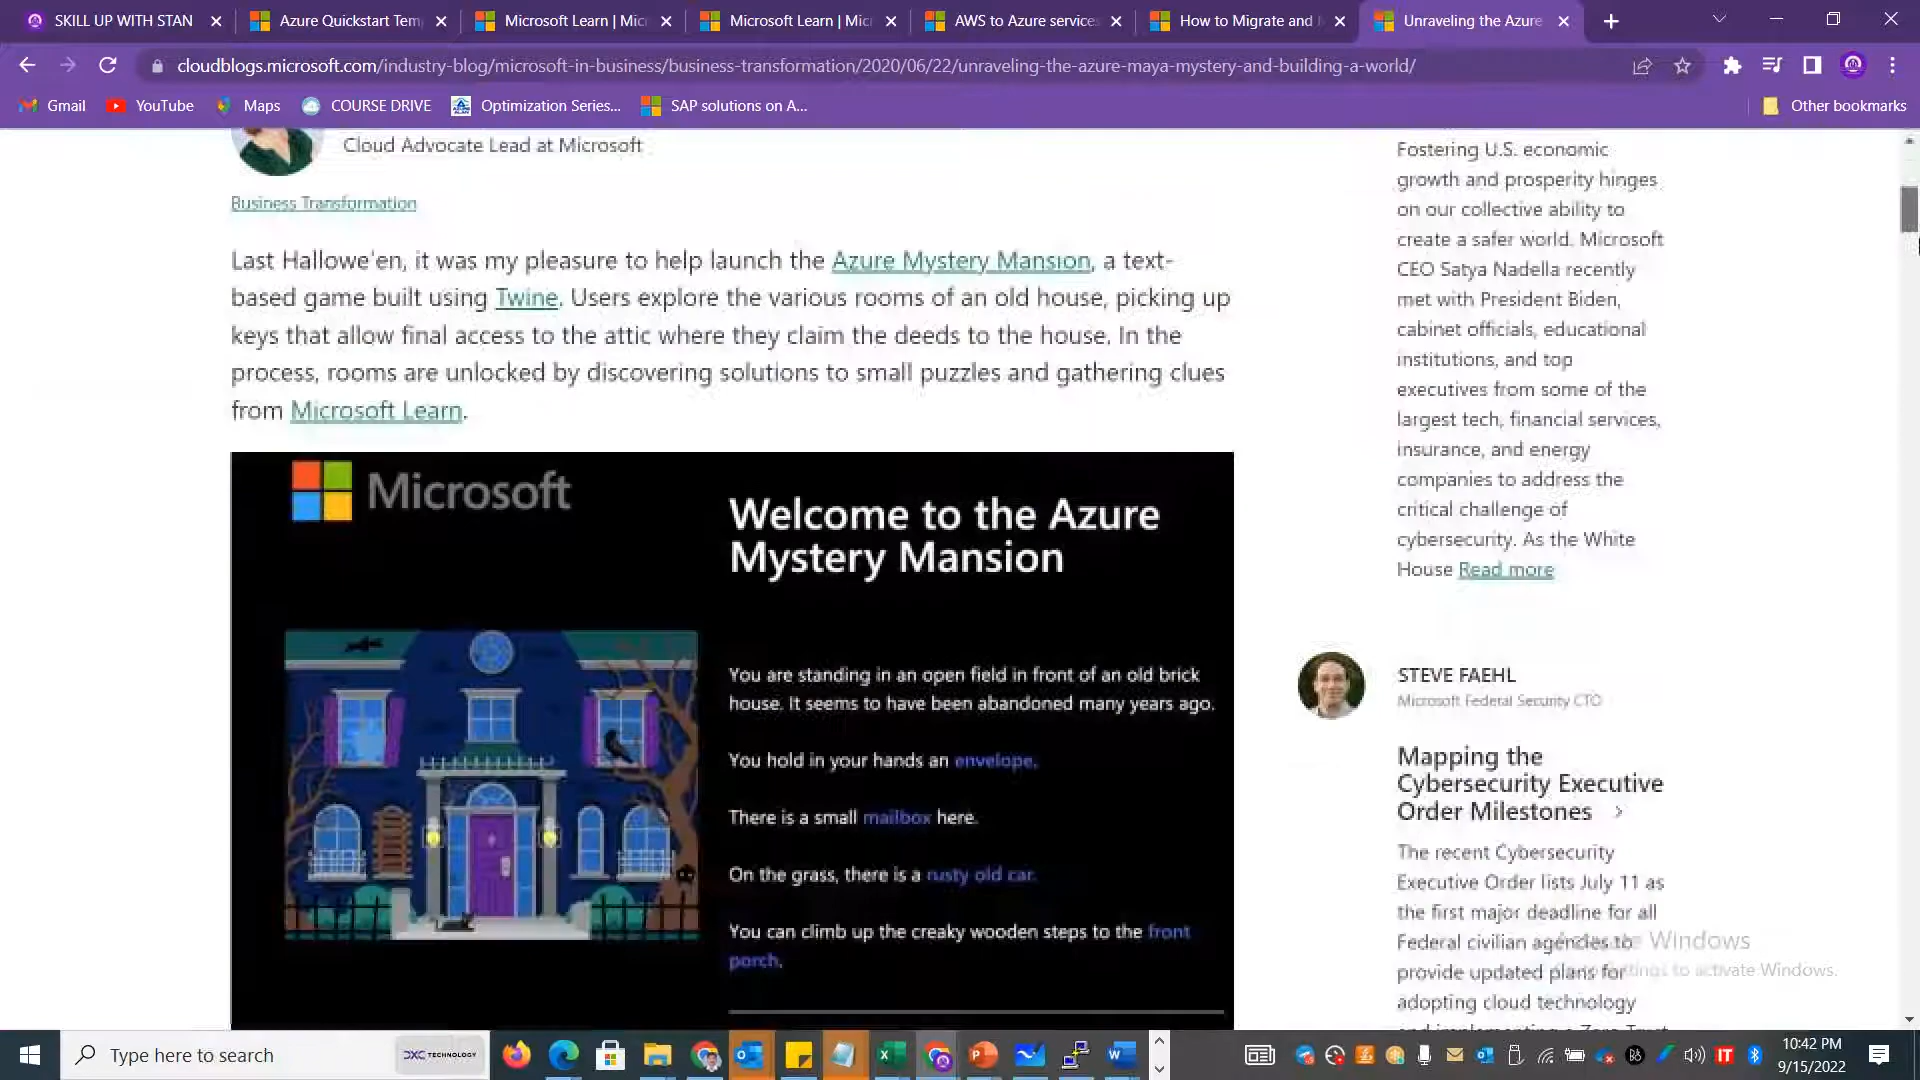 SKILL UP WITH STAN
Azure Quickstart Tem
Microsoft Learn | Mic
Microsoft Learn | Mic
AWS to Azure services
How to Migrate and
Unraveling the Azure
cloudblogs.microsoft.com/industry-blog/microsoft-in-business/business-transformation/2020/06/22/unraveling-the-azure-maya-mystery-and-building-a-world/
Gmail
YouTube
Maps
COURSE DRIVE
Optimization Series...
SAP solutions on A...
Other bookmarks
Cloud Advocate Lead at Microsoft
Business Transformation
Last Hallowe'en, it was my pleasure to help launch the Azure Mystery Mansion, a text-
based game built using Twine. Users explore the various rooms of an old house, picking up
keys that allow final access to the attic where they claim the deeds to the house. In the
process, rooms are unlocked by discovering solutions to small puzzles and gathering clues
from Microsoft Learn.
Microsoft
Welcome to the Azure
Mystery Mansion
You are standing in an open field in front of an old brick
house. It seems to have been abandoned many years ago.
You hold in your hands an envelope.
There is a small mailbox here.
On the grass, there is a rusty old car.
You can climb up the creaky wooden steps to the front
porch.
Fostering U.S. economic
growth and prosperity hinges
on our collective ability to
create a safer world. Microsoft
CEO Satya Nadella recently
met with President Biden,
cabinet officials, educational
institutions, and top
executives from some of the
largest tech, financial services,
insurance, and energy
companies to address the
critical challenge of
cybersecurity. As the White
House Read more
STEVE FAEHL
Microsoft Federal Security CTO
Mapping the
Cybersecurity Executive
Order Milestones
The recent Cybersecurity
Executive Order lists July 11 as
the first major deadline for all
Federal civilian agencies to
provide updated plans for
adopting cloud technology
Windows
to activate Windows.
Type here to search
DXC TECHNOLOGY
10:42 PM
9/15/2022